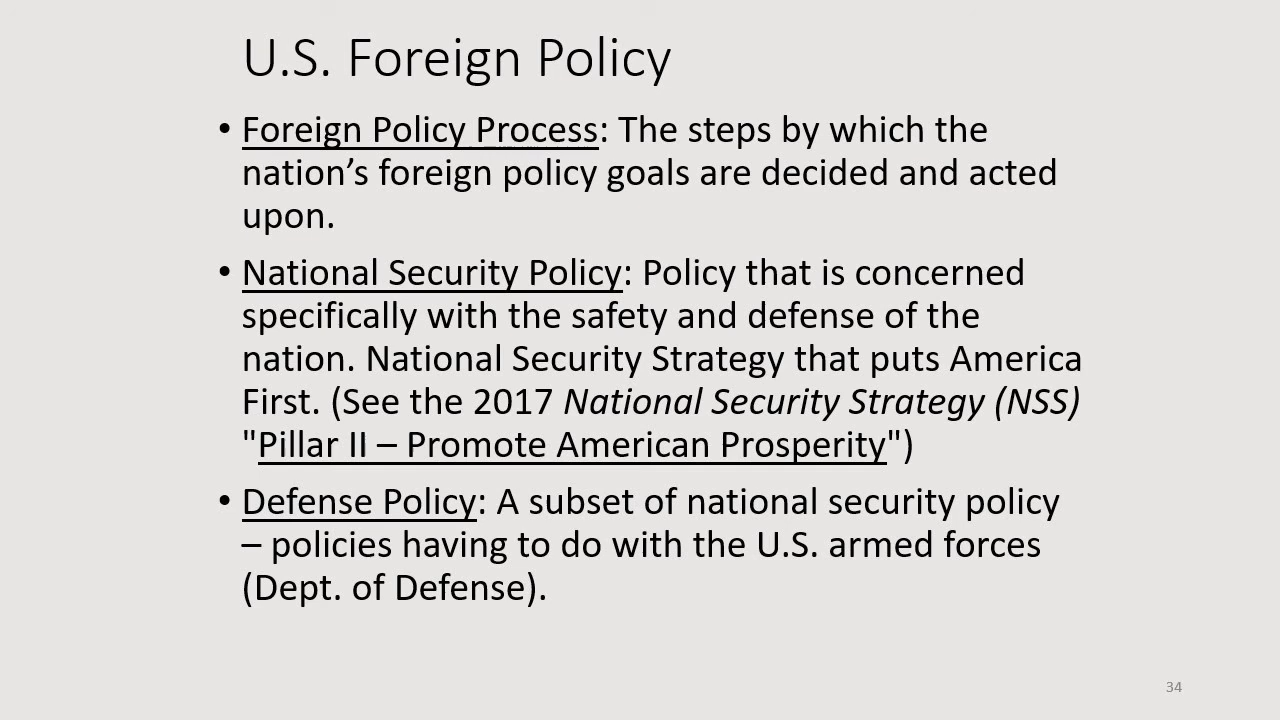 U.S. Foreign Policy
• Foreign Policy Process: The steps by which the
nation’s foreign policy goals are decided and acted
upon.
• National Security Policy: Policy that is concerned
specifically with the safety and defense of the
nation. National Security Strategy that puts America
First. (See the 2017 National Security Strategy (NSS)
"Pillar II – Promote American Prosperity")
• Defense Policy: A subset of national security policy
– policies having to do with the U.S. armed forces
(Dept. of Defense).
34